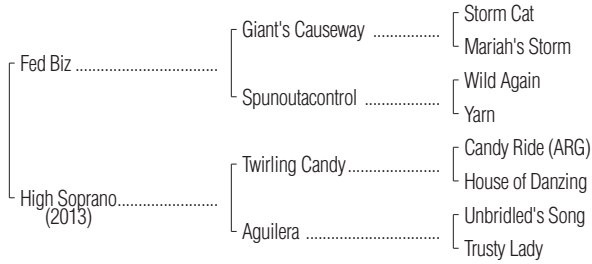 Storm Cat
Giant's Causeway ................
Mariah's Storm
Fed Biz .................................
Wild Again
Spunoutacontrol ..................
Yarn
Candy Ride (ARG)
Twirling Candy.....................
House of Danzing
High Soprano.......................
(2013)
Unbridled's Song
Aguilera ...............................
Trusty Lady